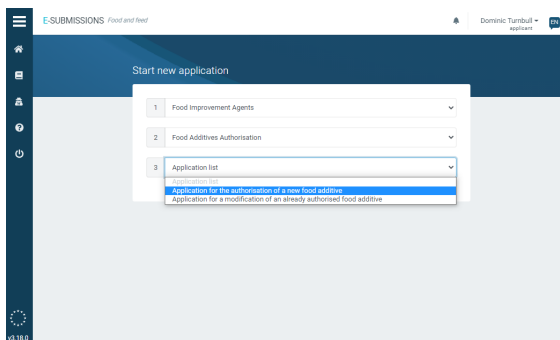 E-SUBMISSIONS Food and feed
Dominic Turnbull
applicant
EN
Start new application
1 Food Improvement Agents
2 Food Additives Authorisation
3 Application list
Application list
Application for the authorisation of a new food additive
Application for a modification of an already authorised food additive
v3.18.0